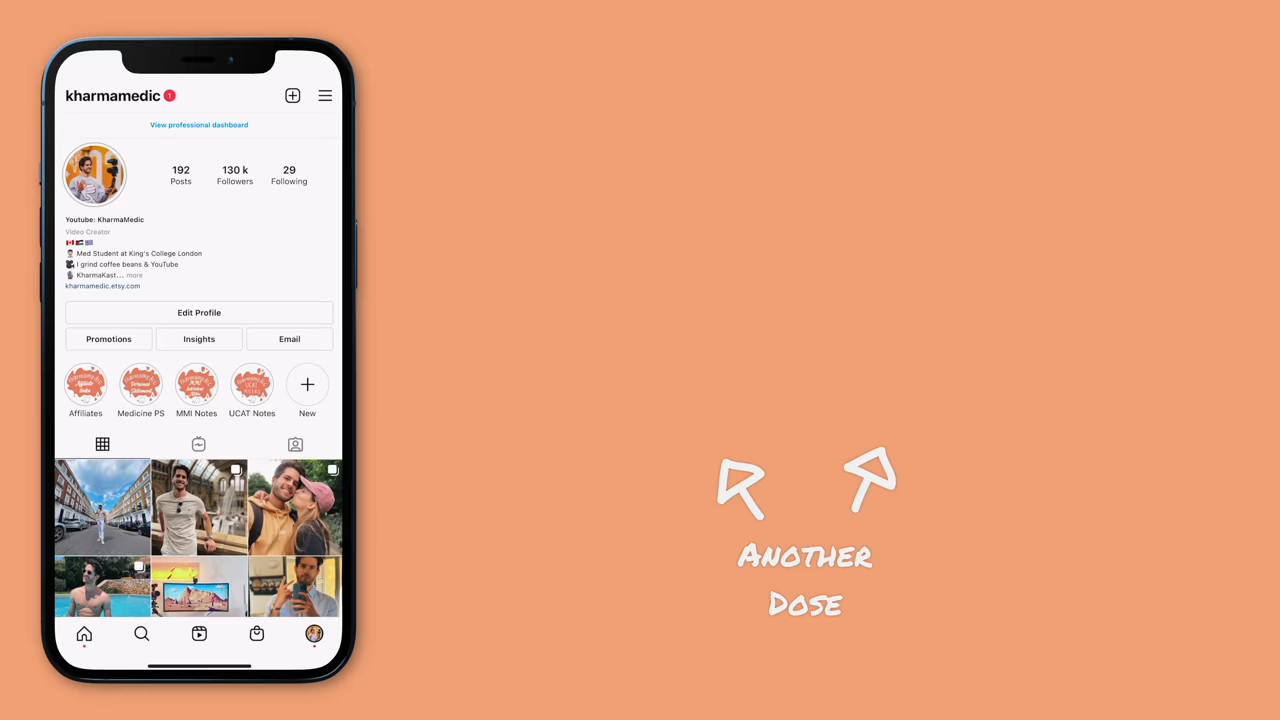 kharmamedic 1
View professional dashboard
192 130 k 29
Posts Followers Following
Youtube: KharmaMedic
Video Creator
Med Student at King's College London
I grind coffee beans & YouTube
KharmaKast... more
kharmamedic.etsy.com
Edit Profile
Promotions Insights Email
Affiliates Medicine PS MMI Notes UCAT Notes New
Another
Dose